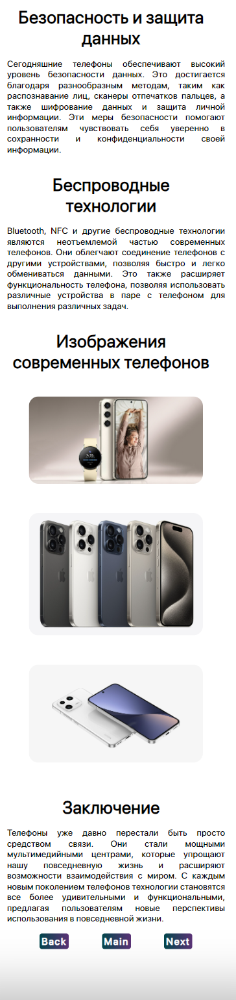 Безопасность и защита
данных
Сегодняшние телефоны обеспечивают высокий
уровень безопасности данных. Это достигается
благодаря разнообразным методам, таким как
распознавание лиц, сканеры отпечатков пальцев, а
также шифрование данных и защита личной
информации. Эти меры безопасности помогают
пользователям чувствовать себя уверенно в
сохранности и конфиденциальности своей
информации.
Беспроводные
технологии
Bluetooth, NFC и другие беспроводные технологии
являются неотъемлемой частью современных
телефонов. Они облегчают соединение телефонов с
другими устройствами, позволяя быстро и легко
обмениваться данными. Это также расширяет
функциональность телефона, позволяя использовать
различные устройства в паре с телефоном для
выполнения различных задач.
Изображения
современных телефонов
Заключение
Телефоны уже давно перестали быть просто
средством связи. Они стали мощными
мультимедийными центрами, которые упрощают
нашу повседневную жизнь и расширяют
возможности взаимодействия с миром. С каждым
новым поколением телефонов технологии становятся
все более удивительными и функциональными,
предлагая пользователям новые перспективы
использования в повседневной жизни.
Back Main Next